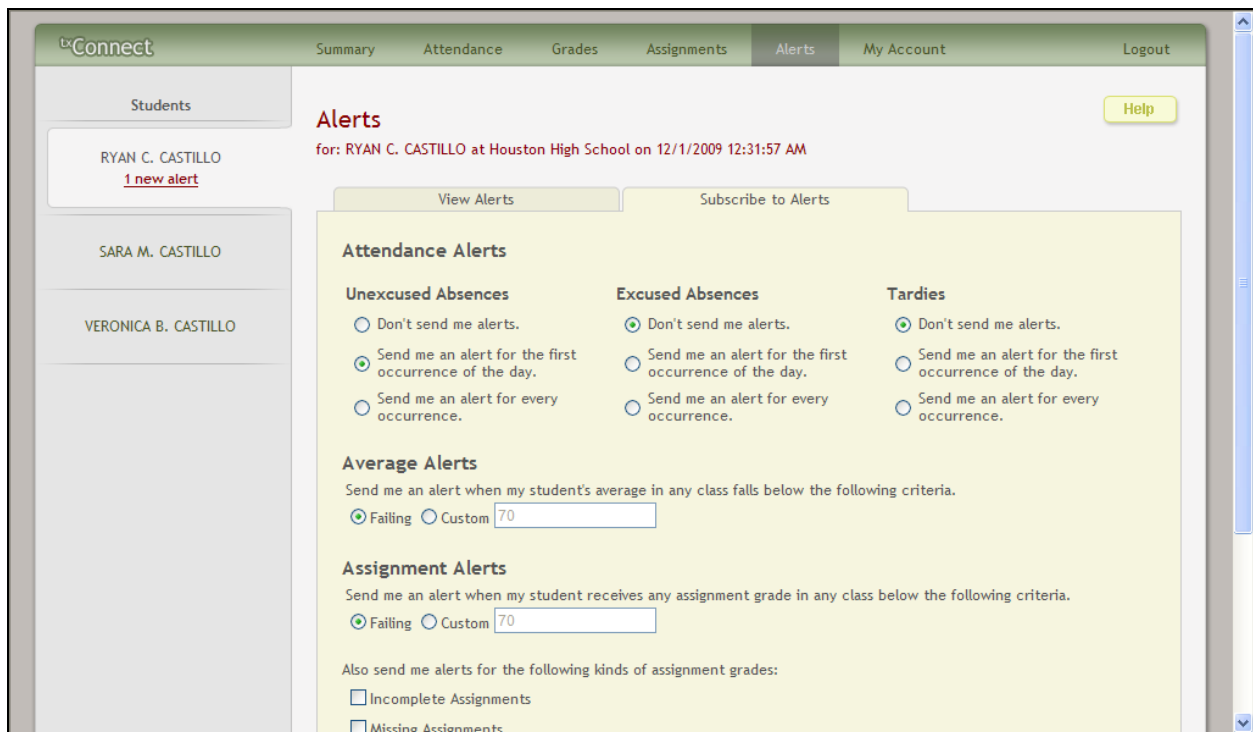 txConnect
Summary Attendance Grades Assignments Alerts My Account Logout
Students
RYAN C. CASTILLO
1 new alert
SARA M. CASTILLO
VERONICA B. CASTILLO
Help
Alerts
for: RYAN C. CASTILLO at Houston High School on 12/1/2009 12:31:57 AM
View Alerts Subscribe to Alerts
Attendance Alerts
Unexcused Absences Excused Absences Tardies
Don't send me alerts. Don't send me alerts. Don't send me alerts.
Send me an alert for the first Send me an alert for the first Send me an alert for the first
occurrence of the day. occurrence of the day. occurrence of the day.
Send me an alert for every Send me an alert for every Send me an alert for every
occurrence. occurrence. occurrence.
Average Alerts
Send me an alert when my student's average in any class falls below the following criteria.
Failing Custom 70
Assignment Alerts
Send me an alert when my student receives any assignment grade in any class below the following criteria.
Failing Custom 70
Also send me alerts for the following kinds of assignment grades:
Incomplete Assignments
Missing Assignments